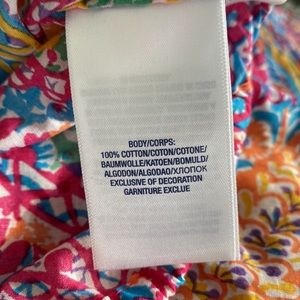 BODY/CORPS:
100% COTTON/COTON/COTONE/
BAUMWOLLE/KATOEN/BOMULD/
ALGODON/ALGODAO/ХЛОПОК
EXCLUSIVE OF DECORATION
GARNITURE EXCLUE